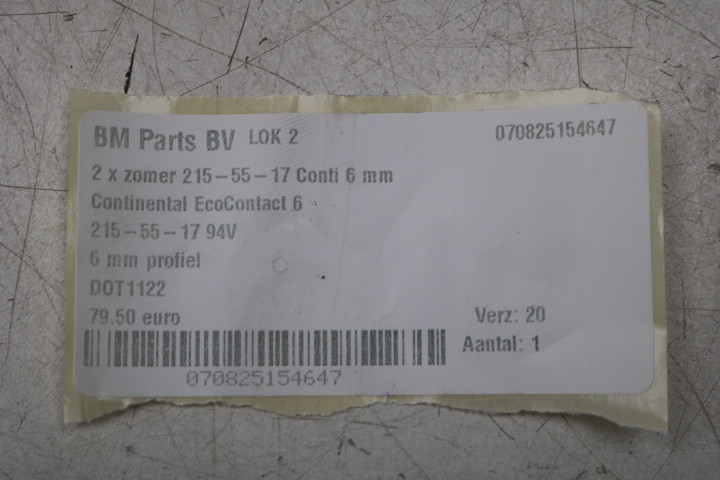 BM Parts BV LOK 2 070825154647
2 x zomer 215-55-17 Conti 6 mm
Continental EcoContact 6
215-55-17 94V
6 mm profiel
DOT1122
79.50 euro Verz: 20
Aantal: 1
070825154647